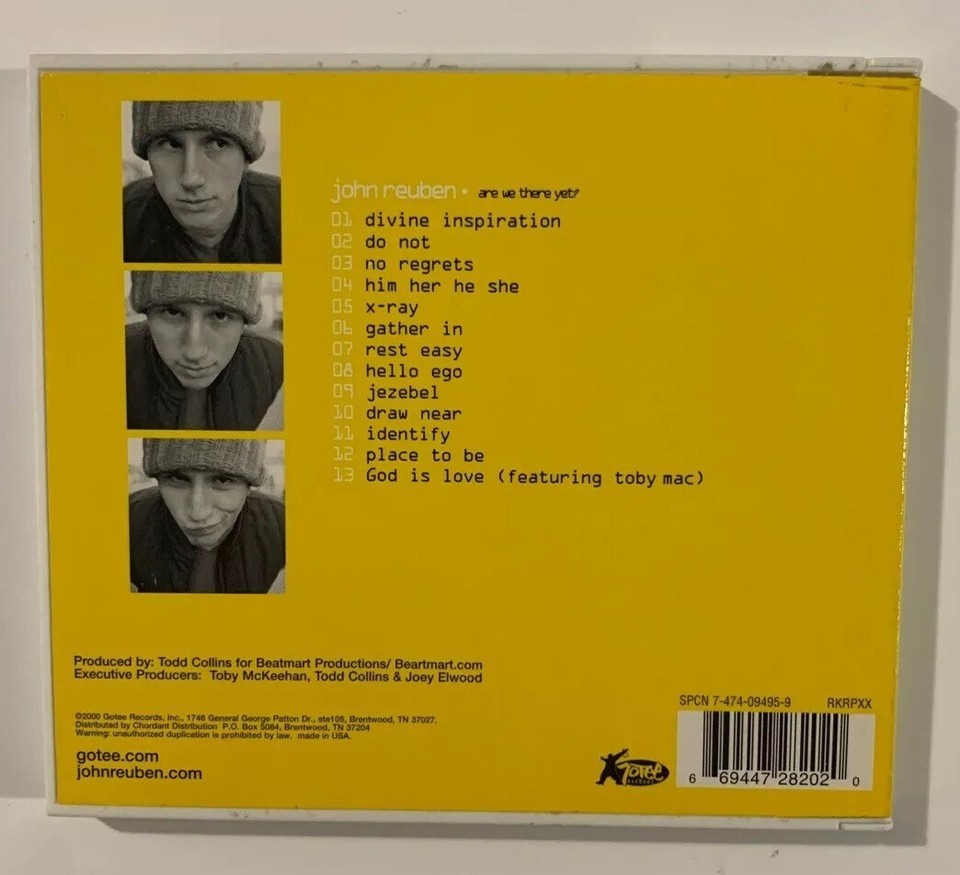 john reuben • are we there yet?
01 divine inspiration
02 do not
03 no regrets
04 him her he she
05 x-ray
06 gather in
07 rest easy
08 hello ego
09 jezebel
10 draw near
11 identify
12 place to be
13 God is love (featuring toby mac)
Produced by: Todd Collins for Beatmart Productions/ Beartmart.com
Executive Producers: Toby McKeehan, Todd Collins & Joey Elwood
©2000 Gotee Records, Inc., 1746 General George Patton Dr., ste105, Brentwood, TN 37027.
Distributed by Chordant Distribution P.O. Box 5084, Brentwood, TN 37204
Warning: unauthorized duplication is prohibited by law. made in USA.
gotee.com
johnreuben.com
GOTEE
RECORDS
SPCN 7-474-09495-9 RKRPXX
6 69447 28202 0